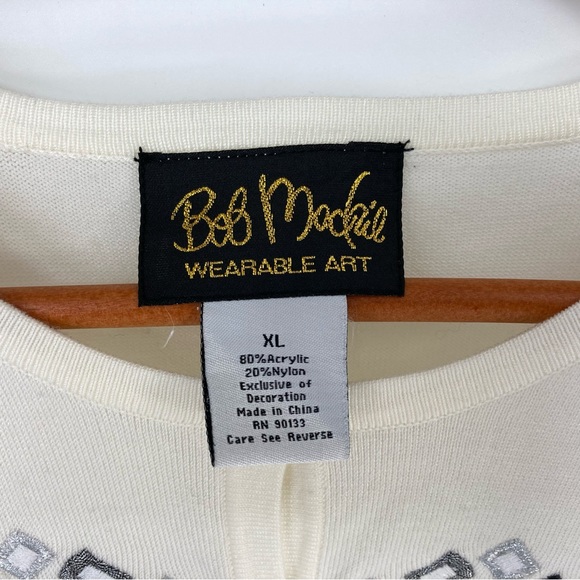 Bob Mackie
WEARABLE ART
XL
80%Acrylic
20%Nylon
Exclusive of
Decoration
Made in China
RN 90133
Care See Reverse